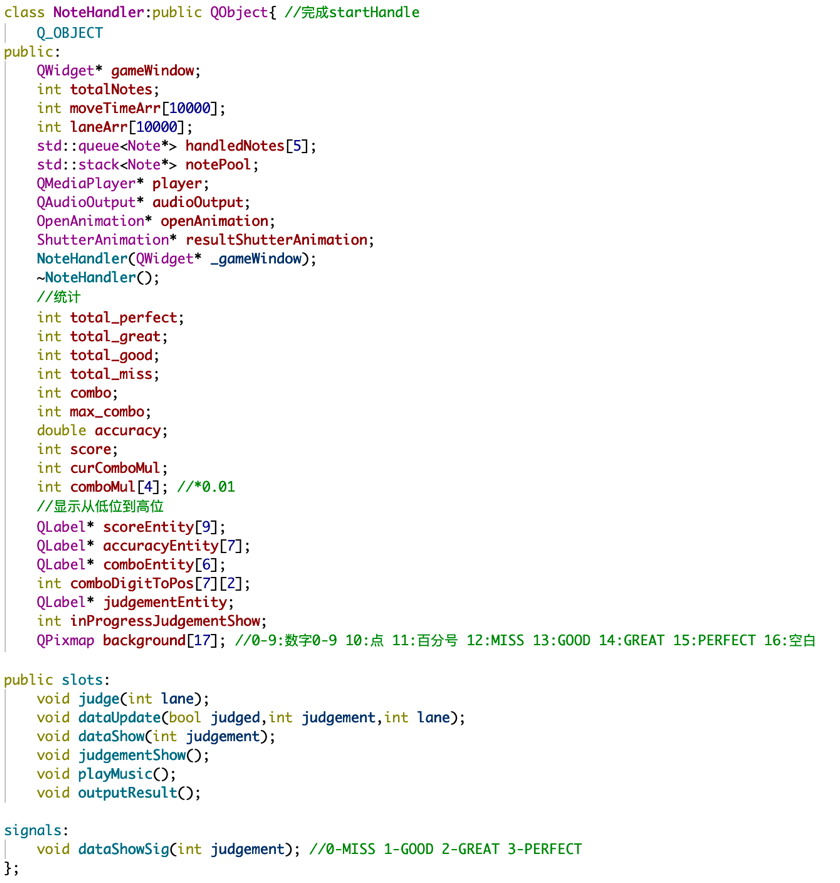 class NoteHandler:public QObject{ //完成startHandle
    Q_OBJECT
public:
    QWidget* gameWindow;
    int totalNotes;
    int moveTimeArr[10000];
    int laneArr[10000];
    std::queue<Note*> handledNotes[5];
    std::stack<Note*> notePool;
    QMediaPlayer* player;
    QAudioOutput* audioOutput;
    OpenAnimation* openAnimation;
    ShutterAnimation* resultShutterAnimation;
    NoteHandler(QWidget* _gameWindow);
    ~NoteHandler();
    //统计
    int total_perfect;
    int total_great;
    int total_good;
    int total_miss;
    int combo;
    int max_combo;
    double accuracy;
    int score;
    int curComboMul;
    int comboMul[4]; //*0.01
    //显示从低位到高位
    QLabel* scoreEntity[9];
    QLabel* accuracyEntity[7];
    QLabel* comboEntity[6];
    int comboDigitToPos[7][2];
    QLabel* judgementEntity;
    int inProgressJudgementShow;
    QPixmap background[17]; //0-9:数字0-9 10:点 11:百分号 12:MISS 13:GOOD 14:GREAT 15:PERFECT 16:空白

public slots:
    void judge(int lane);
    void dataUpdate(bool judged,int judgement,int lane);
    void dataShow(int judgement);
    void judgementShow();
    void playMusic();
    void outputResult();

signals:
    void dataShowSig(int judgement); //0-MISS 1-GOOD 2-GREAT 3-PERFECT
};